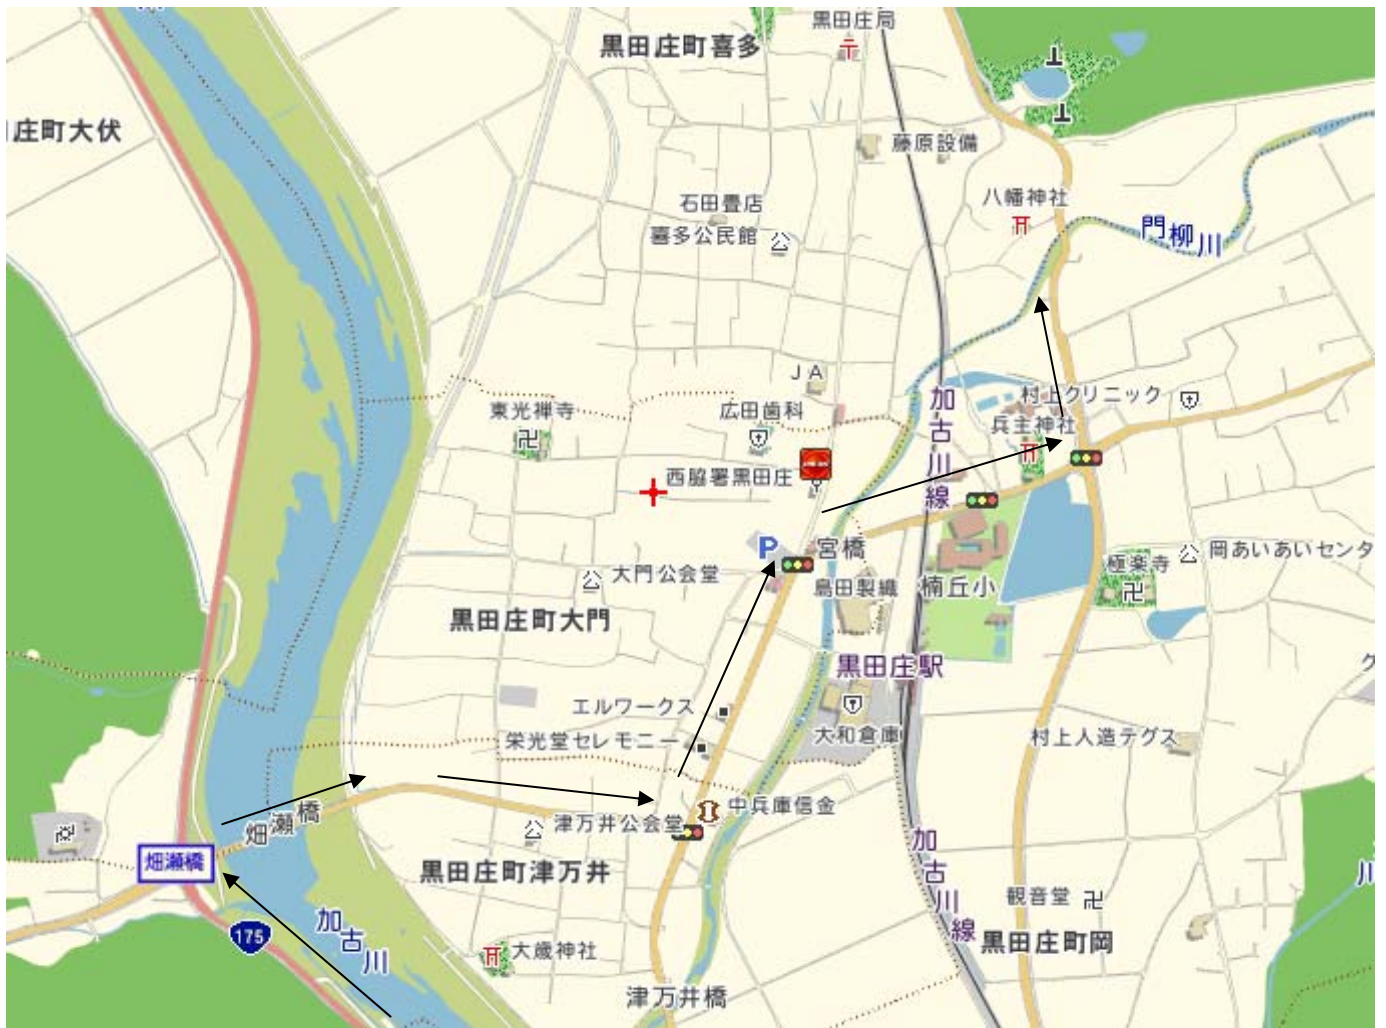 黒田庄局
黒田庄町喜多
庄町大伏
藤原設備
石田畳店
八幡神社
喜多公民館
門柳川
JA
村上クリニック
加古川線
東光禅寺
広田歯科
兵主神社
西脇署黒田庄
P
宮橋
岡あいあいセンタ
大門公会堂
島田製織
楠丘小
極楽寺
黒田庄町大門
黒田庄駅
エルワークス
栄光堂セレモニー
大和倉庫
村上人造テグス
畑瀬橋
中兵庫信金
津万井公会堂
畑瀬橋
黒田庄町津万井
加古川線
観音堂
175
加古川
黒田庄町岡
大歳神社
津万井橋